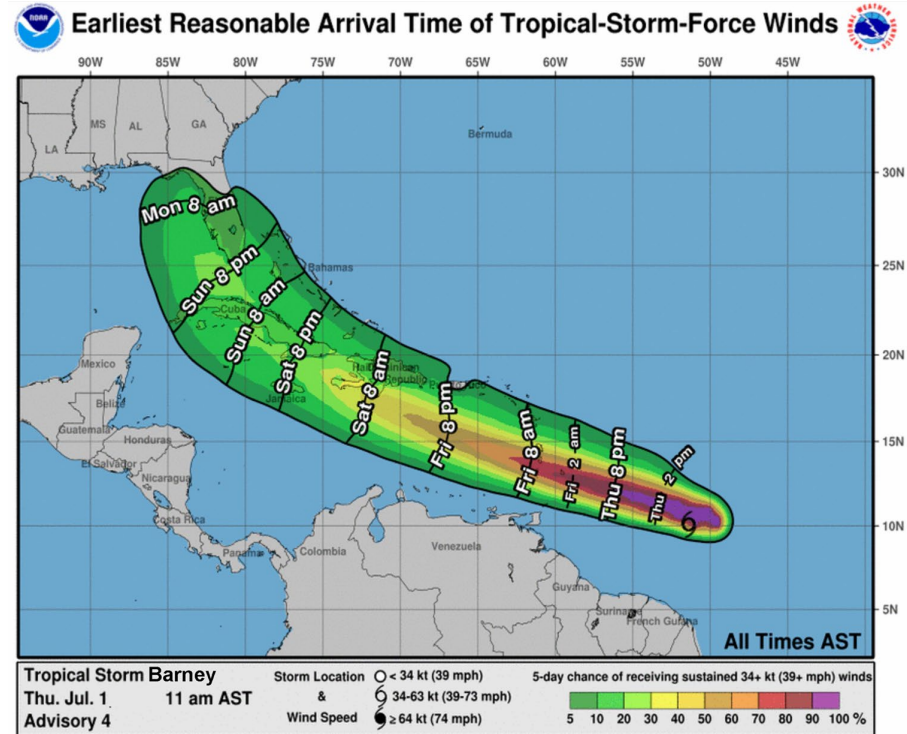 NOAA
Earliest Reasonable Arrival Time of Tropical-Storm-Force Winds
NATIONAL WEATHER SERVICE
90W 85W 80W 75W 70W 65W 60W 55W 50W 45W
MS AL GA
LA
Bermuda
30N
Mon 8 am
Sun 8 pm
25N
Bahamas
Sun 8 am
Cuba
Sat 8 pm
20N
Mexico
Sat 8 am
Jamaica
Belize
Fri 8 pm
Fri 8 am
Fri 2 am
Thu 8 pm
Thu 2 pm
15N
Guatemala
Honduras
El Salvador
Nicaragua
10N
Costa Rica
Panama
Colombia
Venezuela
Guyana
Suriname
French Guiana
5N
All Times AST
Tropical Storm Barney
Thu. Jul. 1 11 am AST
Advisory 4
Storm Location
&
Wind Speed
< 34 kt (39 mph)
34-63 kt (39-73 mph)
≥ 64 kt (74 mph)
5-day chance of receiving sustained 34+ kt (39+ mph) winds
5 10 20 30 40 50 60 70 80 90 100 %